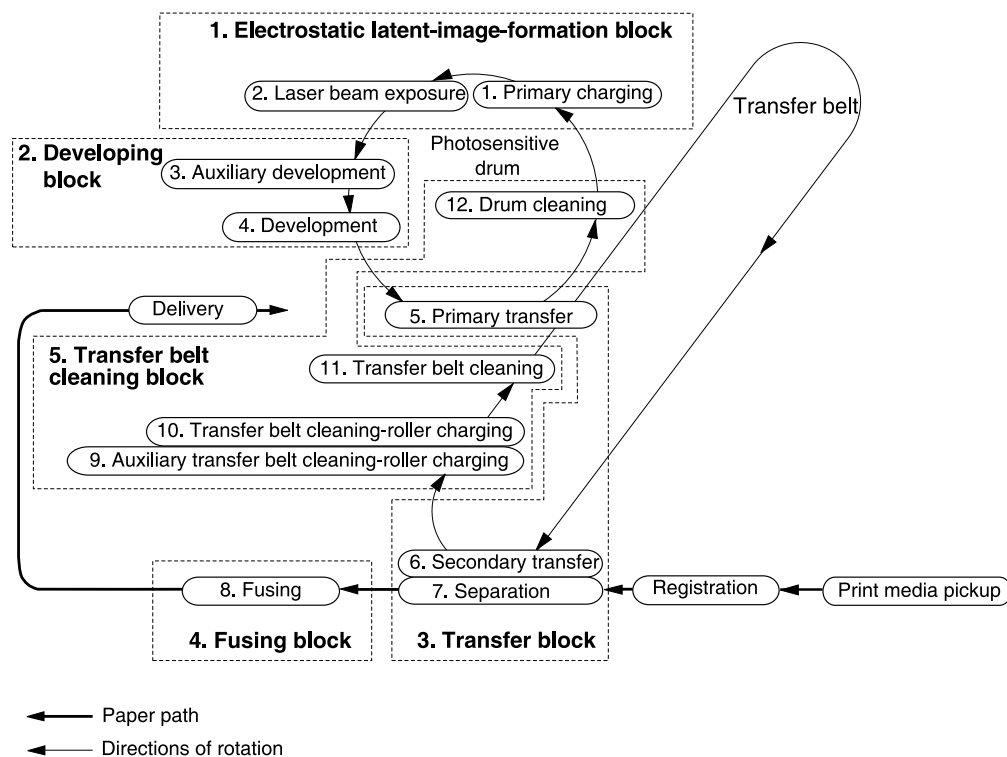 1. Electrostatic latent-image-formation block
2. Laser beam exposure
1. Primary charging
Transfer belt
2. Developing
block
Photosensitive
drum
3. Auxiliary development
12. Drum cleaning
4. Development
Delivery
5. Primary transfer
5. Transfer belt
cleaning block
11. Transfer belt cleaning
10. Transfer belt cleaning-roller charging
9. Auxiliary transfer belt cleaning-roller charging
6. Secondary transfer
7. Separation
8. Fusing
Registration
Print media pickup
4. Fusing block
3. Transfer block
Paper path
Directions of rotation